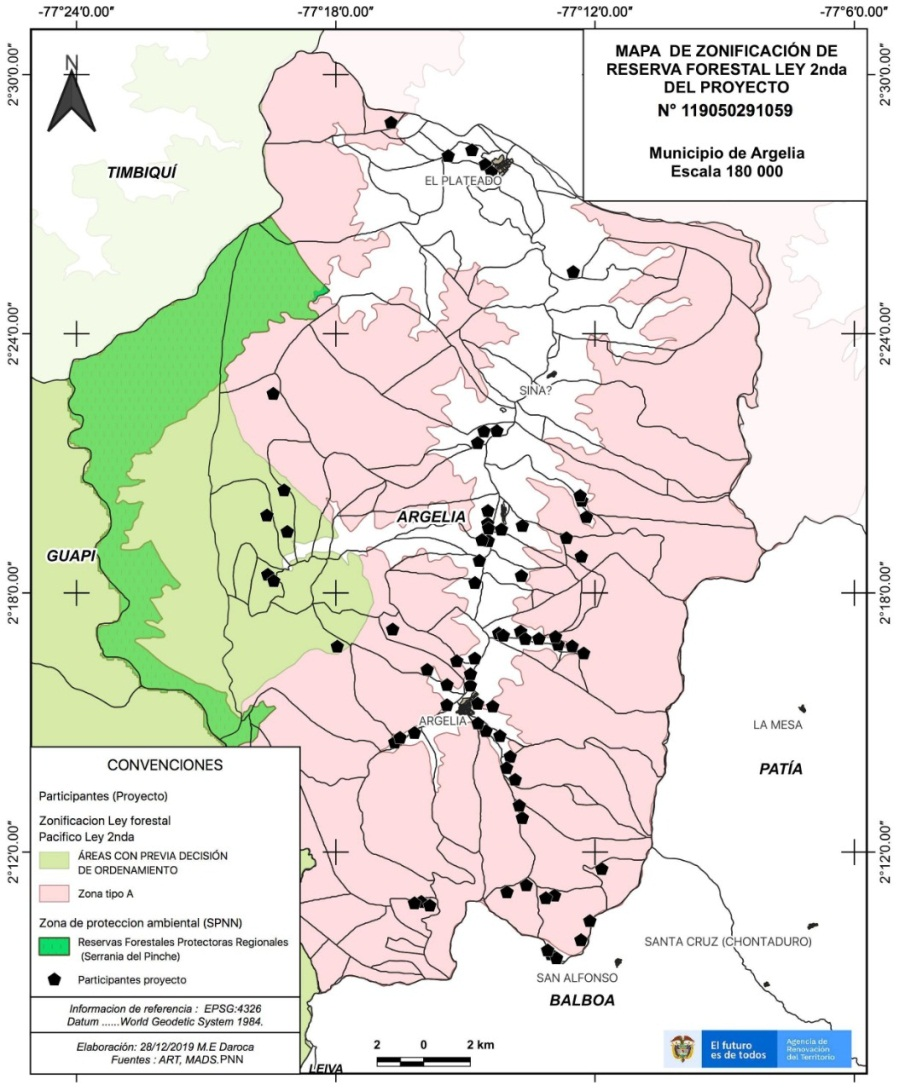 -77°24'0.00"
-77°18'0.00"
-77°12'0.00"
-77°6'0.00"
MAPA DE ZONIFICACIÓN DE
RESERVA FORESTAL LEY 2nda
DEL PROYECTO
N° 119050291059
Municipio de Argelia
Escala 180 000
N
2°30'0.00"
2°30'0.00"
TIMBIQUÍ
EL PLATEADO
2°24'0.00"
2°24'0.00"
SINA?
ARGELIA
GUAPI
2°18'0.00"
2°18'0.00"
ARGELIA
LA MESA
PATÍA
2°12'0.00"
2°12'0.00"
SANTA CRUZ (CHONTADURO)
SAN ALFONSO
BALBOA
LEIVA
CONVENCIONES
Participantes (Proyecto)
Zonificacion Ley forestal
Pacifico Ley 2nda
ÁREAS CON PREVIA DECISIÓN
DE ORDENAMIENTO
Zona tipo A
Zona de proteccion ambiental (SPNN)
Reservas Forestales Protectoras Regionales
(Serrania del Pinche)
Participantes proyecto
Informacion de referencia : EPSG:4326
Datum ......World Geodetic System 1984.
Elaboración: 28/12/2019 M.E Daroca
Fuentes : ART, MADS.PNN
2 0 2 km
El futuro
es de todos
Agencia de
Renovación
del Territorio